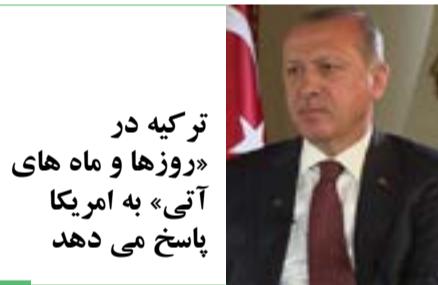 ترکیه در
«روزها و ماه های
آتی» به امریکا
پاسخ می دهد